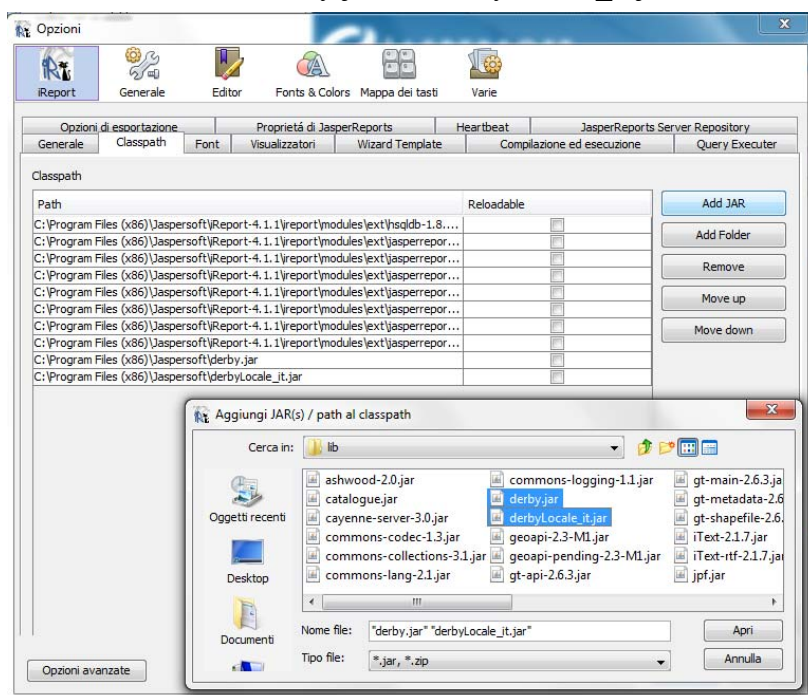 Opzioni
iReport Generale Editor Fonts & Colors Mappa dei tasti Varie
Opzioni di esportazione Proprietá di JasperReports Heartbeat JasperReports Server Repository
Generale Classpath Font Visualizzatori Wizard Template Compilazione ed esecuzione Query Executer
Classpath
Path Reloadable
C:\Program Files (x86)\Jaspersoft\iReport-4.1.1\ireport\modules\ext\hsqldb-1.8....
C:\Program Files (x86)\Jaspersoft\iReport-4.1.1\ireport\modules\ext\jasperrepor...
C:\Program Files (x86)\Jaspersoft\iReport-4.1.1\ireport\modules\ext\jasperrepor...
C:\Program Files (x86)\Jaspersoft\iReport-4.1.1\ireport\modules\ext\jasperrepor...
C:\Program Files (x86)\Jaspersoft\iReport-4.1.1\ireport\modules\ext\jasperrepor...
C:\Program Files (x86)\Jaspersoft\iReport-4.1.1\ireport\modules\ext\jasperrepor...
C:\Program Files (x86)\Jaspersoft\iReport-4.1.1\ireport\modules\ext\jasperrepor...
C:\Program Files (x86)\Jaspersoft\iReport-4.1.1\ireport\modules\ext\jasperrepor...
C:\Program Files (x86)\Jaspersoft\derby.jar
C:\Program Files (x86)\Jaspersoft\derbyLocale_it.jar
Add JAR
Add Folder
Remove
Move up
Move down
Aggiungi JAR(s) / path al classpath
Cerca in: lib
Oggetti recenti
Desktop
Documenti
ashwood-2.0.jar commons-logging-1.1.jar gt-main-2.6.3.ja
catalogue.jar derby.jar gt-metadata-2.6
cayenne-server-3.0.jar derbyLocale_it.jar gt-shapefile-2.6.
commons-codec-1.3.jar geoapi-2.3-M1.jar iText-2.1.7.jar
commons-collections-3.1.jar geoapi-pending-2.3-M1.jar iText-rtf-2.1.7.jar
commons-lang-2.1.jar gt-api-2.6.3.jar jpf.jar
Nome file: "derby.jar" "derbyLocale_it.jar" Apri
Tipo file: *.jar, *.zip Annulla
Opzioni avanzate